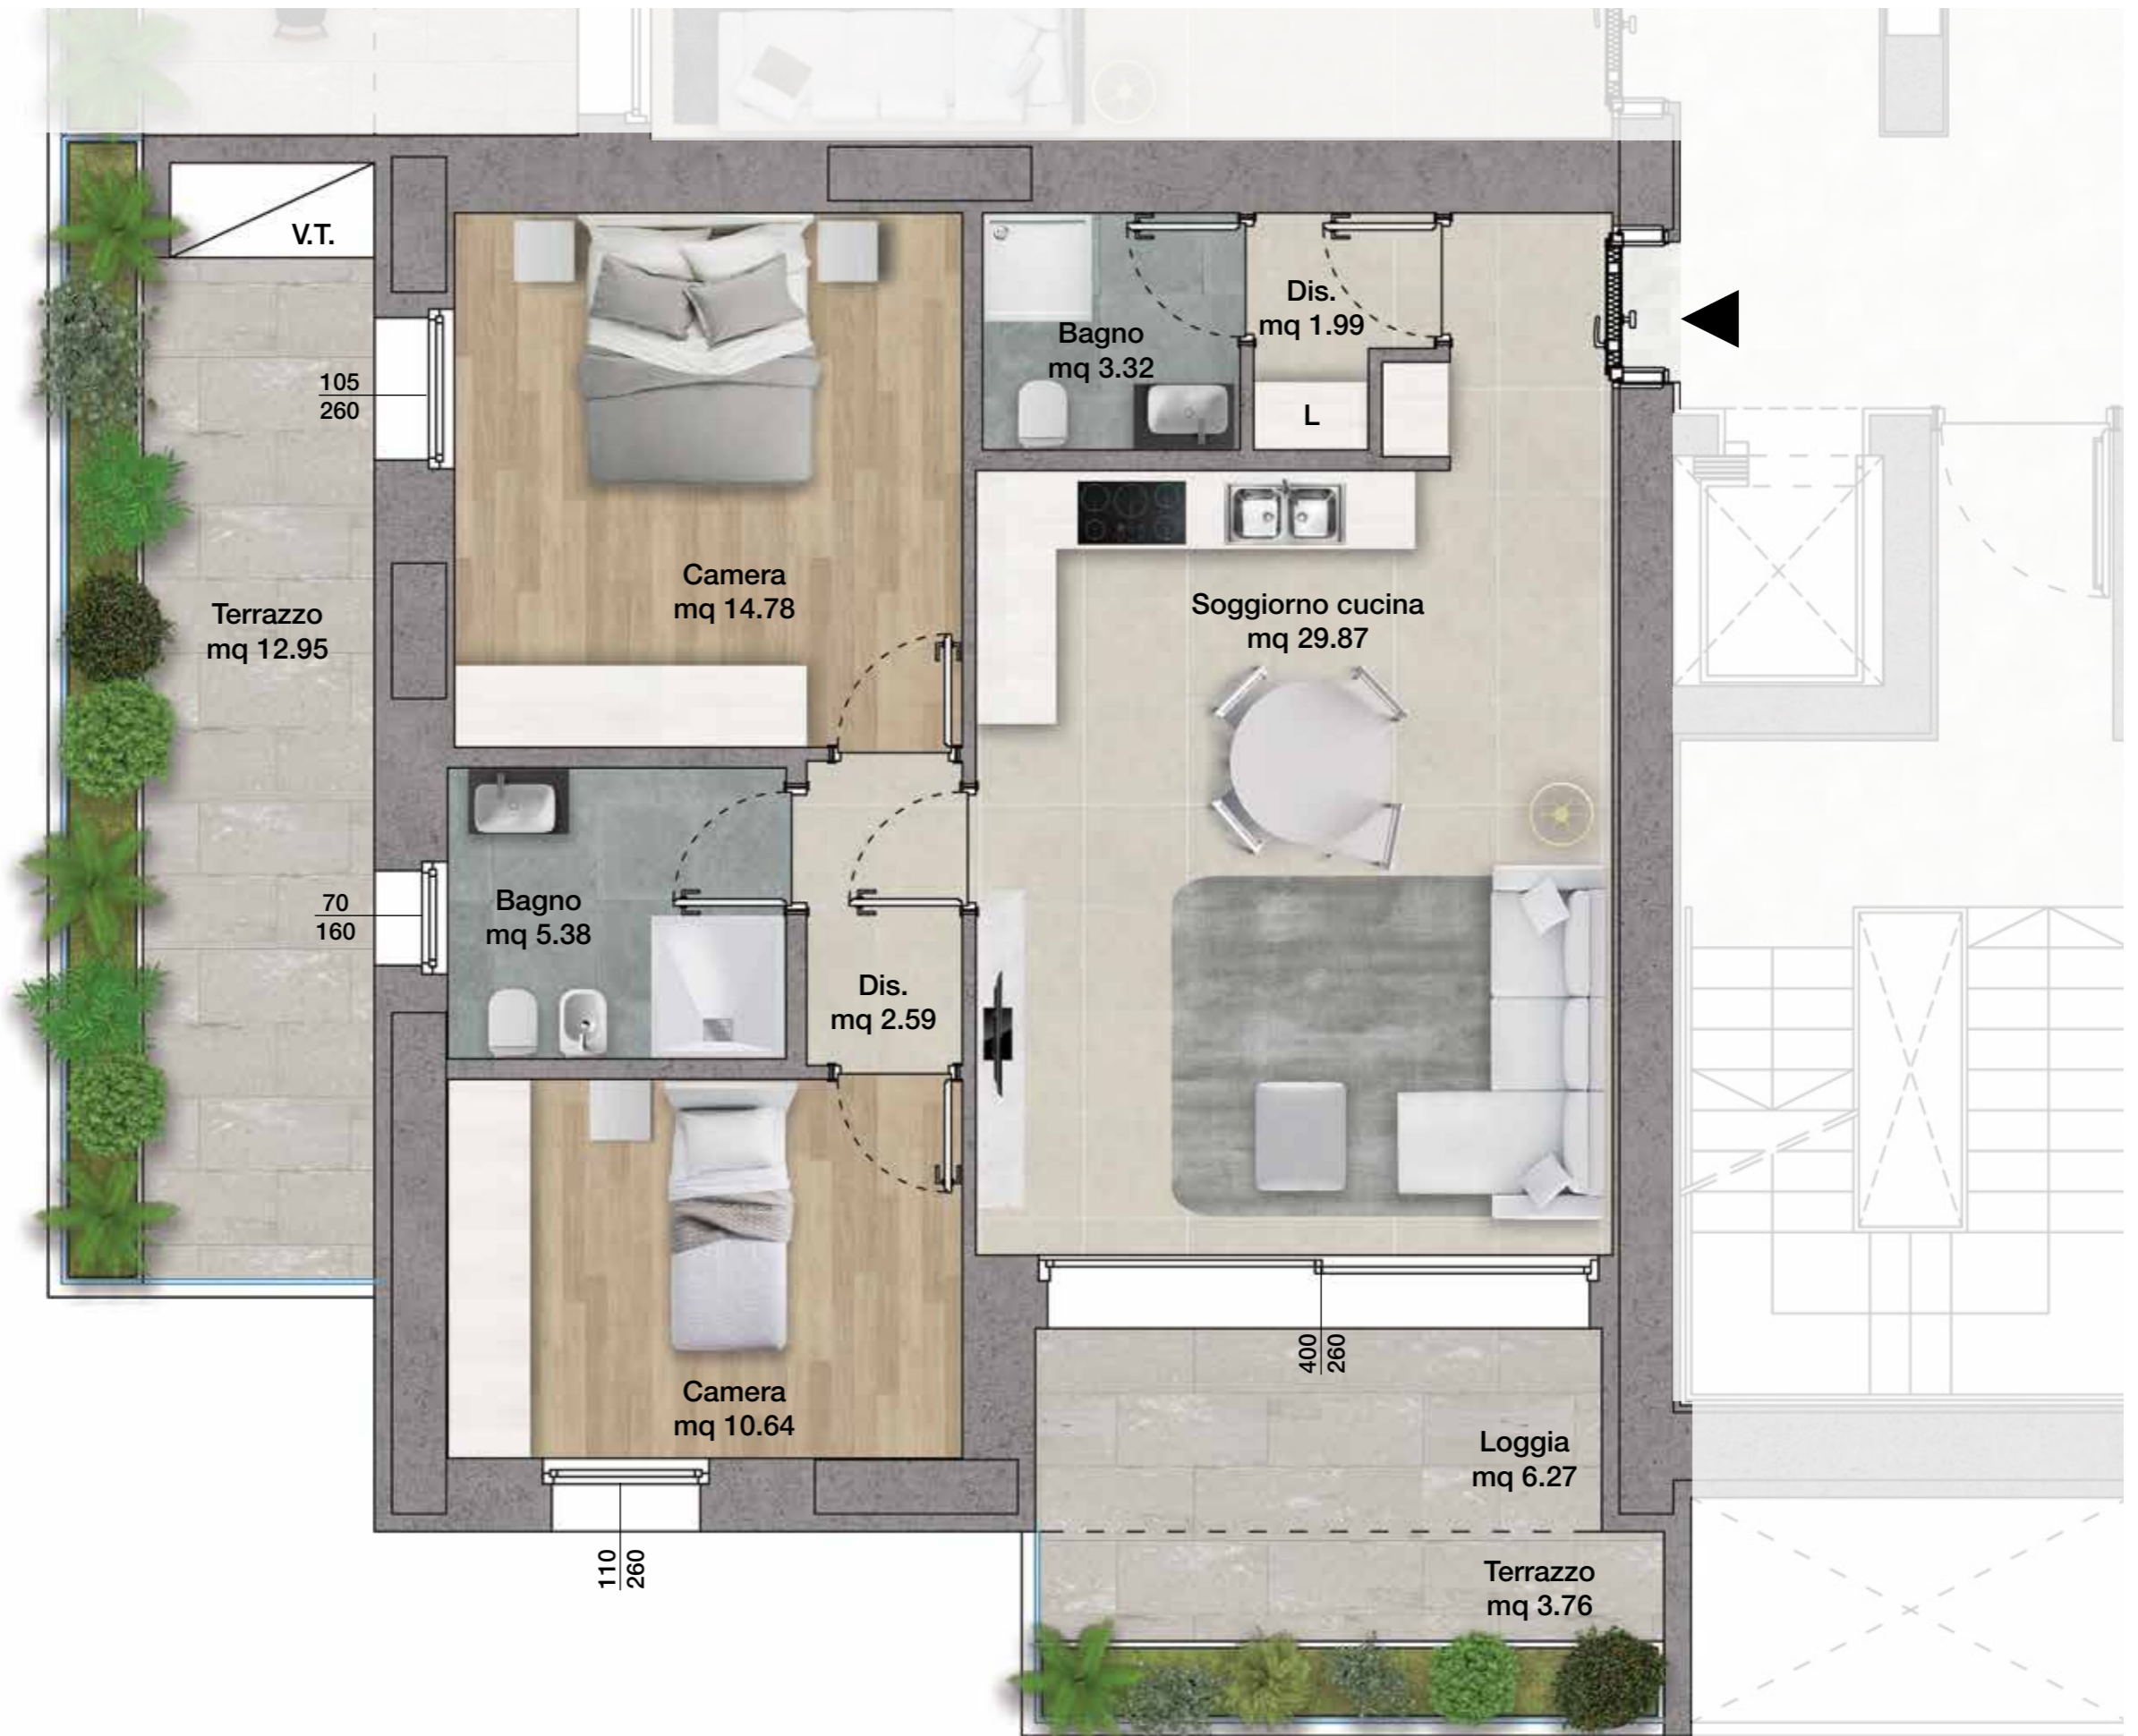 V.T.
105
260
Dis.
mq 1.99
Bagno
mq 3.32
L
Camera
mq 14.78
Soggiorno cucina
mq 29.87
Terrazzo
mq 12.95
70
160
Bagno
mq 5.38
Dis.
mq 2.59
400
260
Camera
mq 10.64
Loggia
mq 6.27
110
260
Terrazzo
mq 3.76